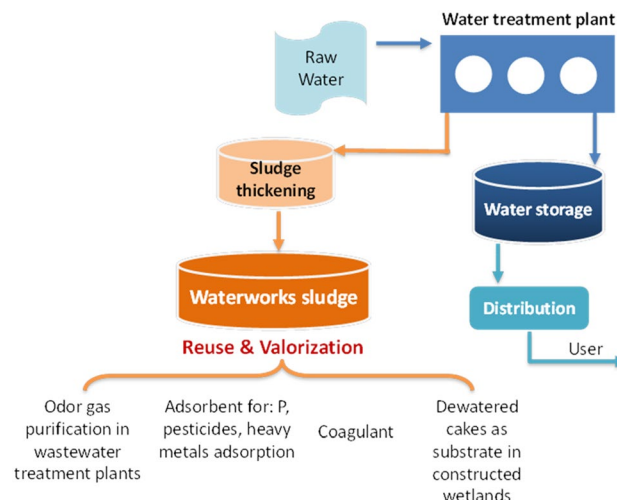 Water treatment plant
Raw
Water
Sludge
thickening
Water storage
Waterworks sludge
Distribution
Reuse & Valorization
User
Odor gas
purification in
wastewater
treatment plants
Adsorbent for: P,
pesticides, heavy
metals adsorption
Coagulant
Dewatered
cakes as
substrate in
constructed
wetlands